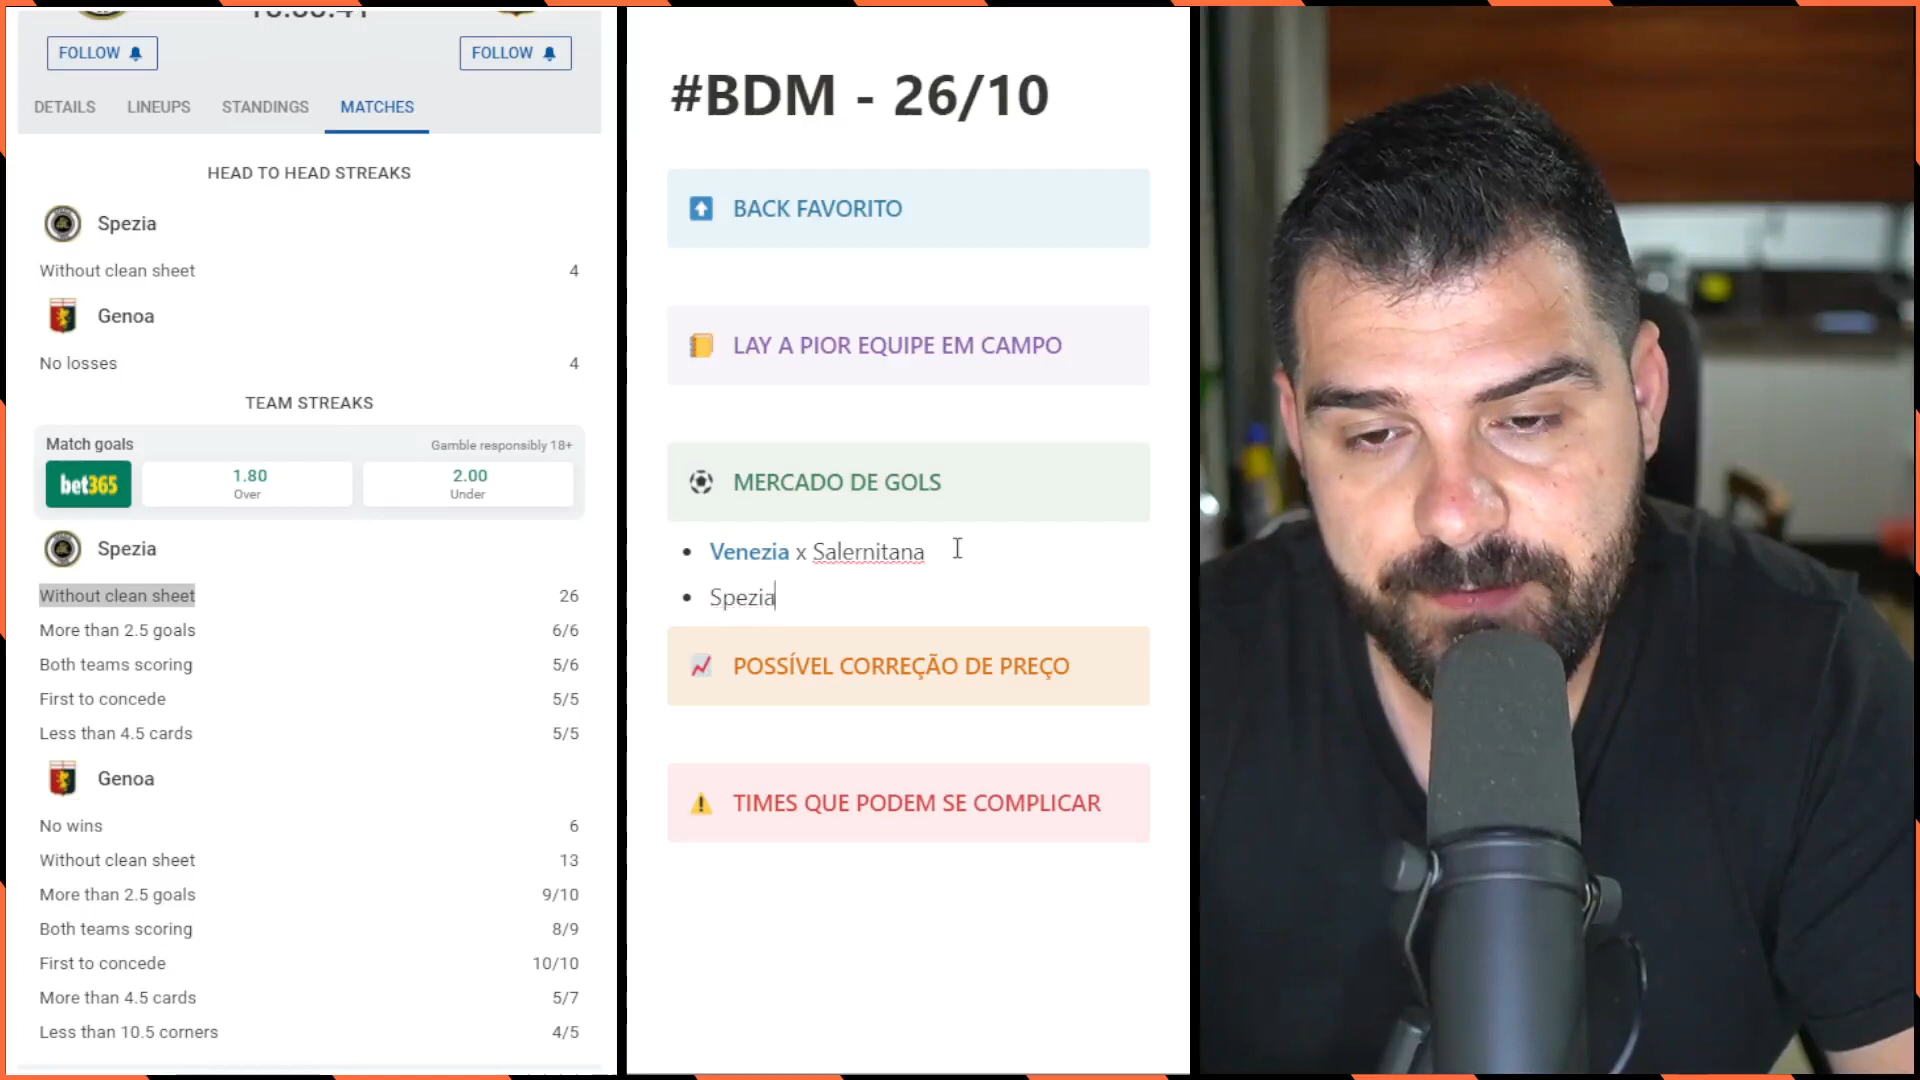 FOLLOW
FOLLOW
DETAILS LINEUPS STANDINGS MATCHES
HEAD TO HEAD STREAKS
Spezia
Without clean sheet 4
Genoa
No losses 4
TEAM STREAKS
Match goals Gamble responsibly 18+
bet365 1.80 2.00
Over Under
Spezia
Without clean sheet 26
More than 2.5 goals 6/6
Both teams scoring 5/6
First to concede 5/5
Less than 4.5 cards 5/5
Genoa
No wins 6
Without clean sheet 13
More than 2.5 goals 9/10
Both teams scoring 8/9
First to concede 10/10
More than 4.5 cards 5/7
Less than 10.5 corners 4/5
#BDM - 26/10
BACK FAVORITO
LAY A PIOR EQUIPE EM CAMPO
MERCADO DE GOLS
• Venezia x Salernitana
• Spezia
POSSÍVEL CORREÇÃO DE PREÇO
TIMES QUE PODEM SE COMPLICAR